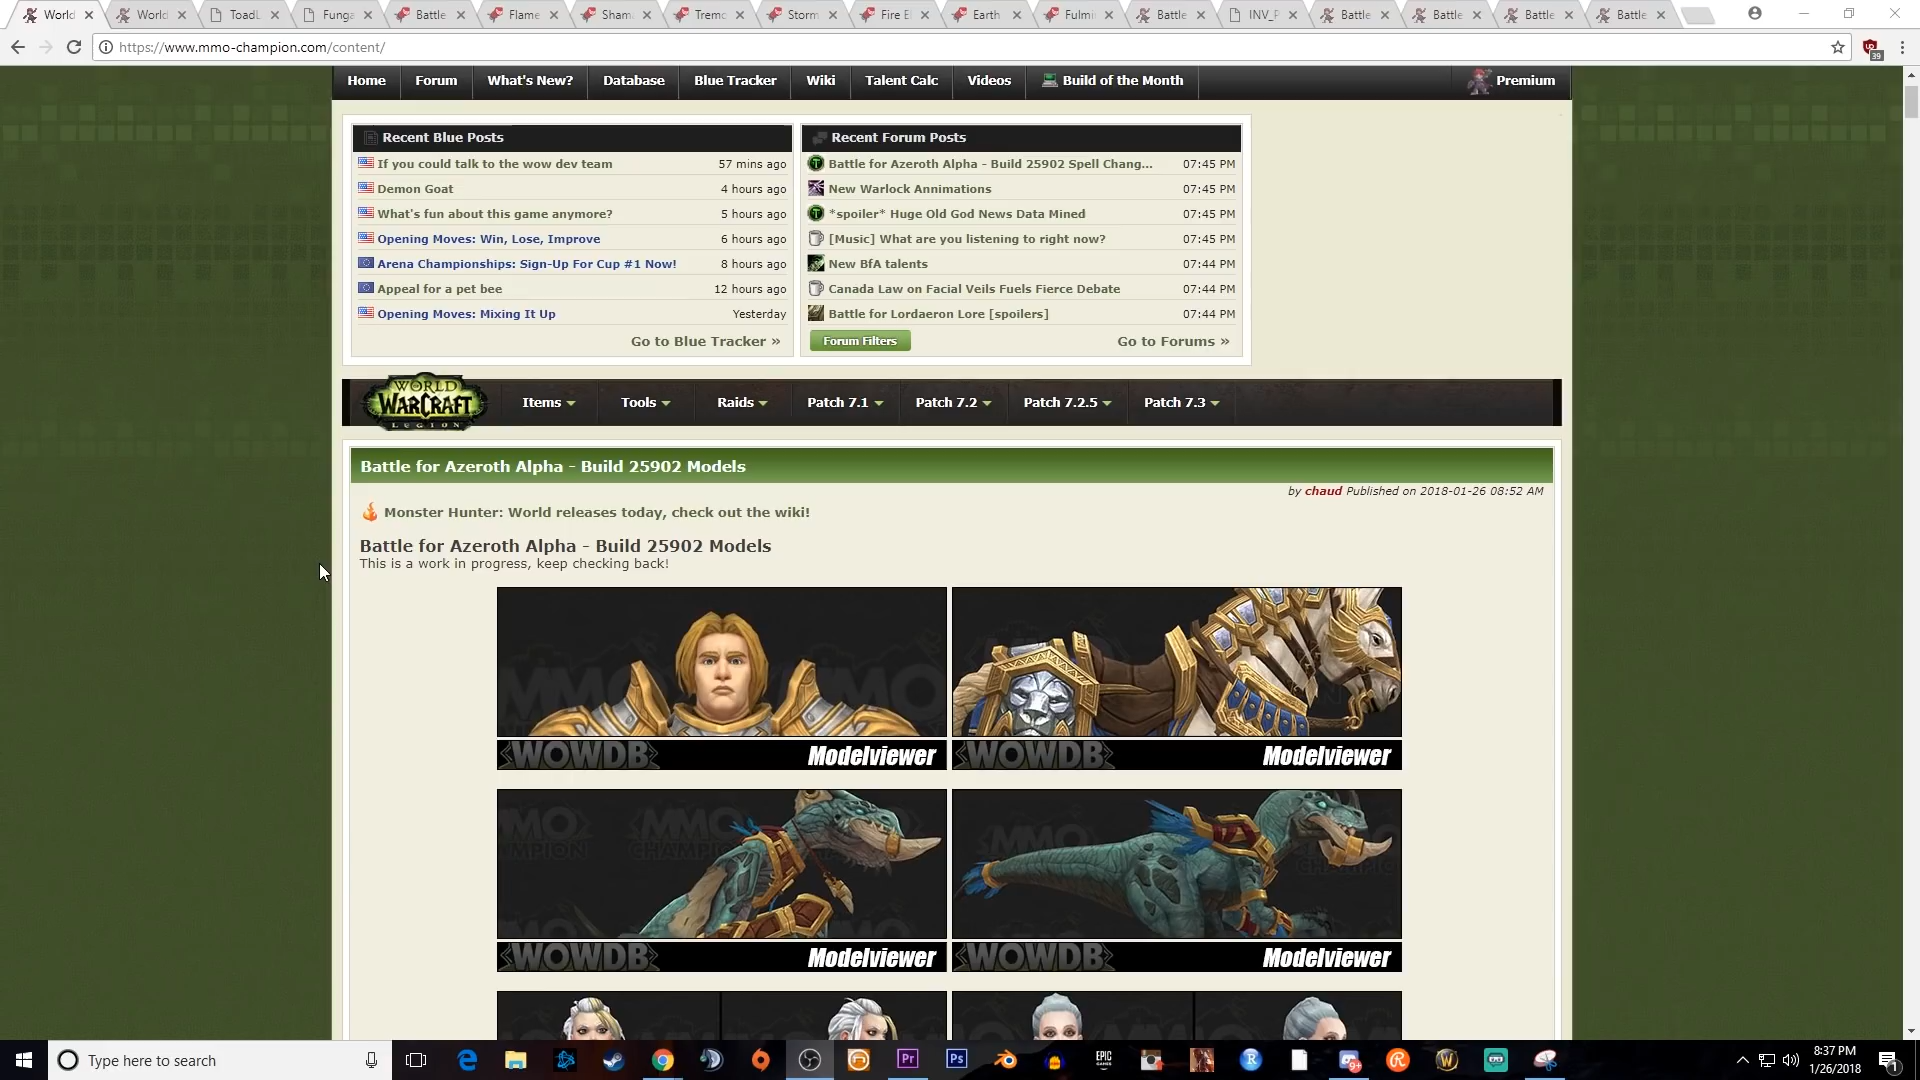 World
World
ToadL
Funga
Battle
Flame
Sham
Tremo
Storm
Fire E
Earth
Fulmi
Battle
INV_P
Battle
Battle
Battle
Battle
https://www.mmo-champion.com/content/
39
Home
Forum
What's New?
Database
Blue Tracker
Wiki
Talent Calc
Videos
Build of the Month
Premium
Recent Blue Posts
If you could talk to the wow dev team 57 mins ago
Demon Goat 4 hours ago
What's fun about this game anymore? 5 hours ago
Opening Moves: Win, Lose, Improve 6 hours ago
Arena Championships: Sign-Up For Cup #1 Now! 8 hours ago
Appeal for a pet bee 12 hours ago
Opening Moves: Mixing It Up Yesterday
Go to Blue Tracker »
Recent Forum Posts
Battle for Azeroth Alpha - Build 25902 Spell Chang... 07:45 PM
New Warlock Annimations 07:45 PM
*spoiler* Huge Old God News Data Mined 07:45 PM
[Music] What are you listening to right now? 07:45 PM
New BfA talents 07:44 PM
Canada Law on Facial Veils Fuels Fierce Debate 07:44 PM
Battle for Lordaeron Lore [spoilers] 07:44 PM
Forum Filters
Go to Forums »
WORLD
WARCRAFT
LEGION
Items
Tools
Raids
Patch 7.1
Patch 7.2
Patch 7.2.5
Patch 7.3
Battle for Azeroth Alpha - Build 25902 Models
by chaud Published on 2018-01-26 08:52 AM
Monster Hunter: World releases today, check out the wiki!
Battle for Azeroth Alpha - Build 25902 Models
This is a work in progress, keep checking back!
WOWDB Modelviewer
WOWDB Modelviewer
MMO
CHAMPION
WOWDB Modelviewer
WOWDB Modelviewer
Type here to search
Pr
Ps
EPIC
GAMES
R
W
8:37 PM
1/26/2018
1